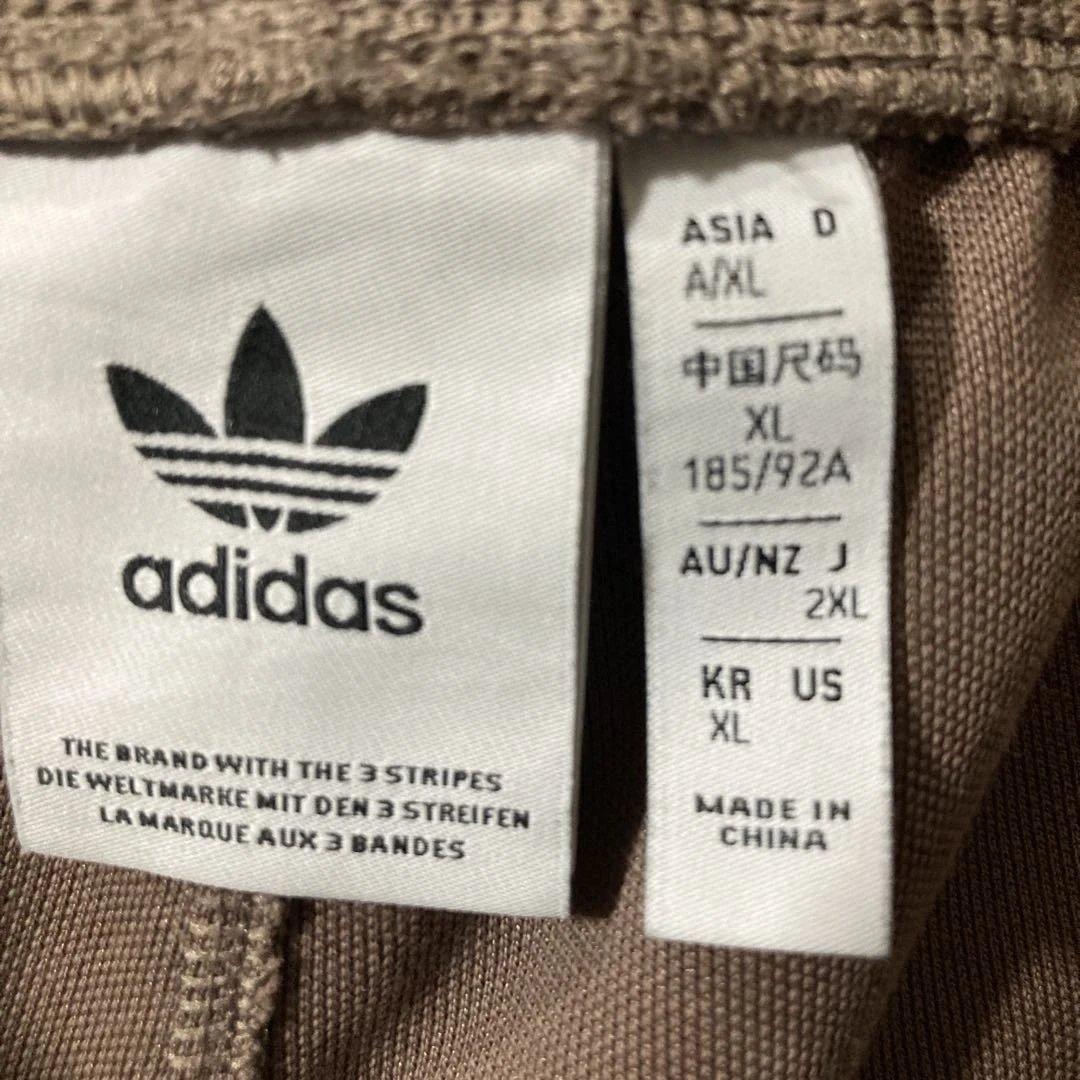 adidas
THE BRAND WITH THE 3 STRIPES
DIE WELTMARKE MIT DEN 3 STREIFEN
LA MARQUE AUX 3 BANDES
ASIA D
A/XL
中国尺码
XL
185/92A
AU/NZ J
2XL
KR US
XL
MADE IN
CHINA